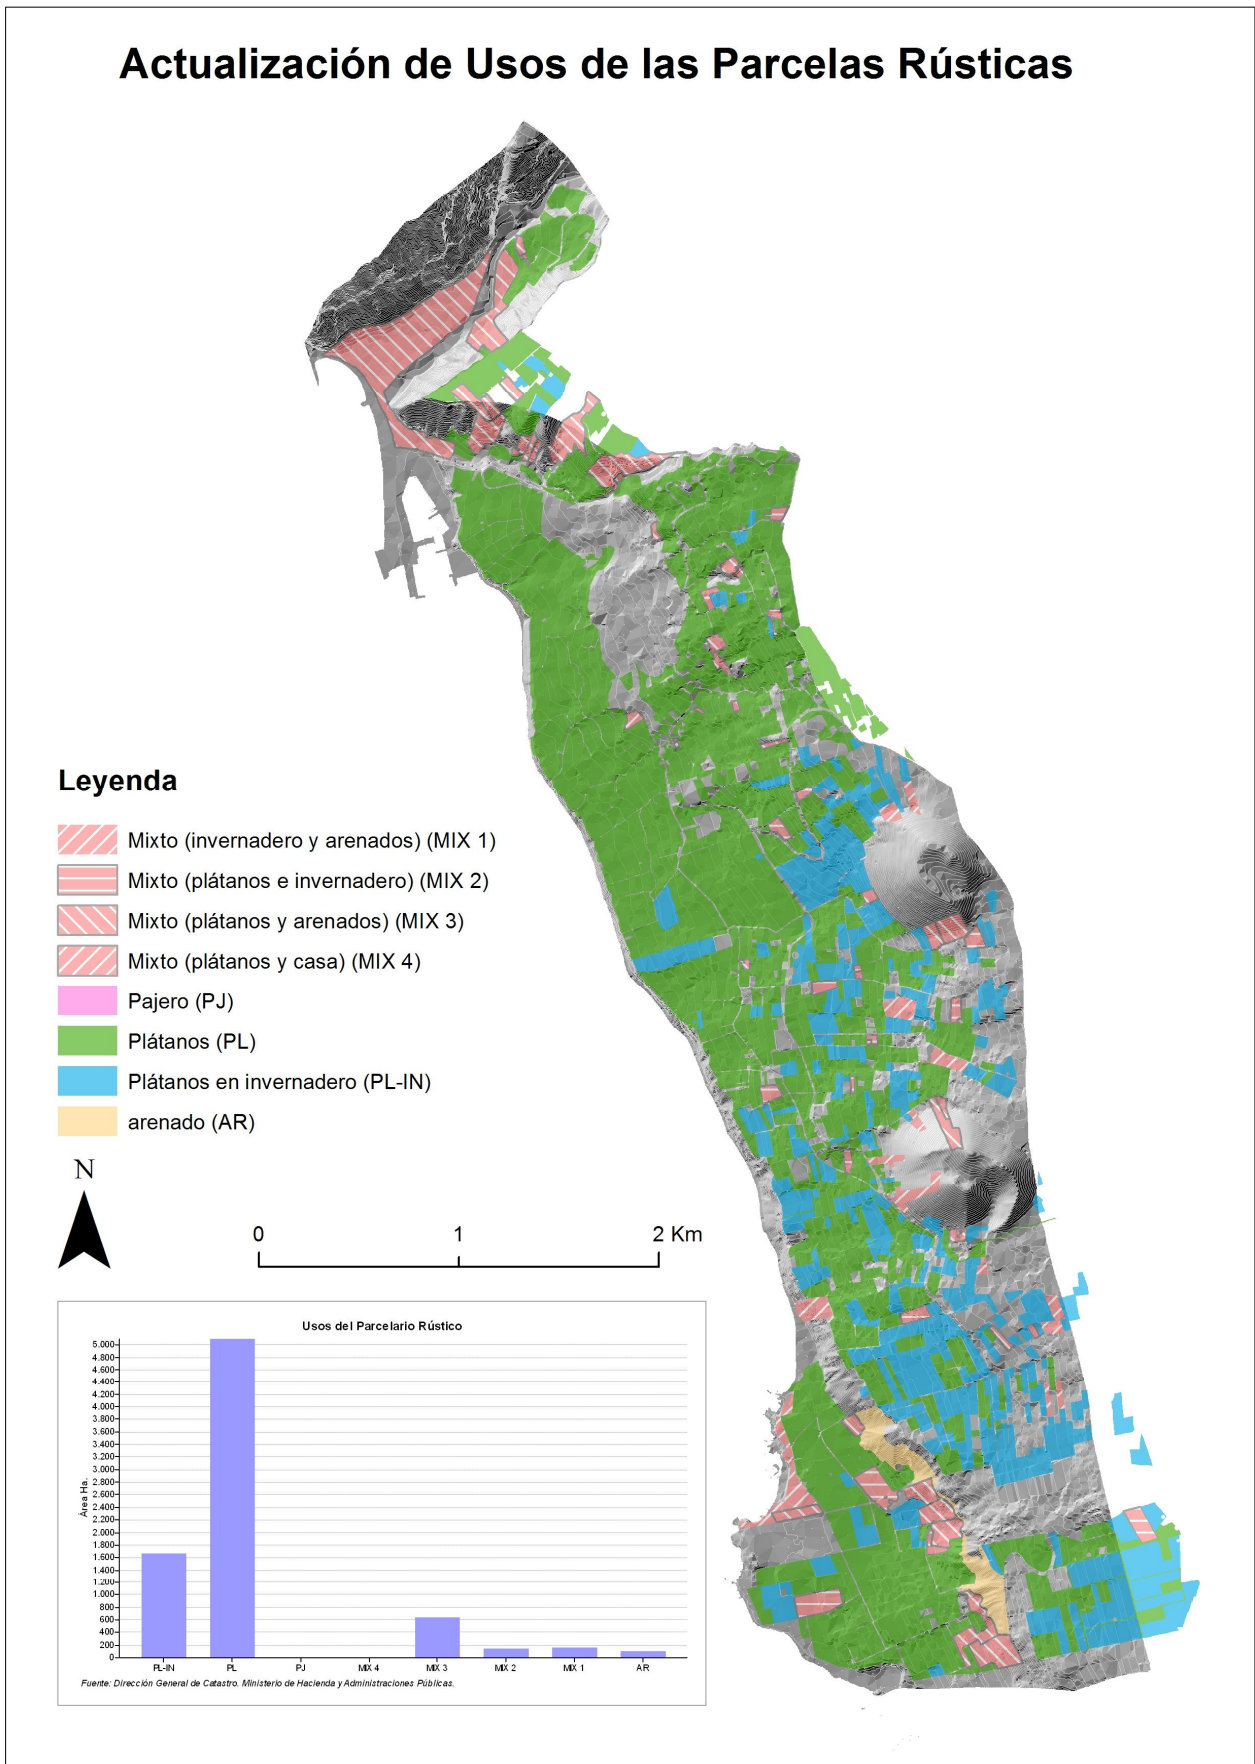 Actualización de Usos de las Parcelas Rústicas
Leyenda
Mixto (invernadero y arenados) (MIX 1)
Mixto (plátanos e invernadero) (MIX 2)
Mixto (plátanos y arenados) (MIX 3)
Mixto (plátanos y casa) (MIX 4)
Pajero (PJ)
Plátanos (PL)
Plátanos en invernadero (PL-IN)
arenado (AR)
N
0 1 2 Km
Usos del Parcelario Rústico
Área Ha.
5.000
4.800
4.600
4.400
4.200
4.000
3.800
3.600
3.400
3.200
3.000
2.800
2.600
2.400
2.200
2.000
1.800
1.600
1.400
1.200
1.000
800
600
400
200
0
PL-IN PL PJ MIX 4 MIX 3 MIX 2 MIX 1 AR
Fuente: Dirección General de Catastro. Ministerio de Hacienda y Administraciones Públicas.